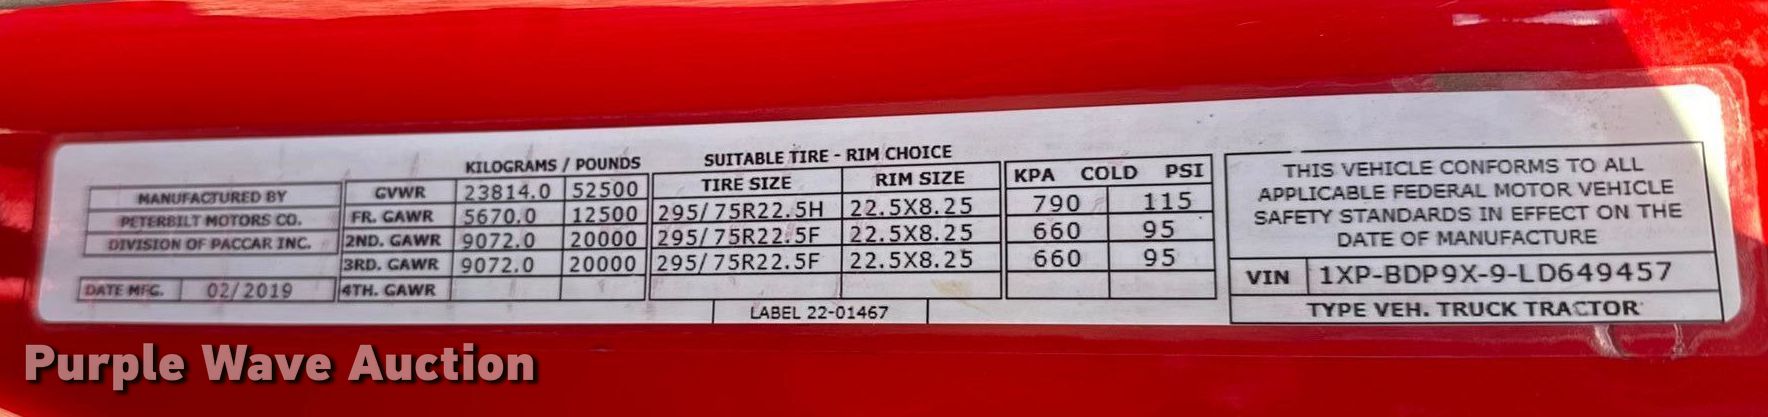 KILOGRAMS / POUNDS
SUITABLE TIRE - RIM CHOICE
MANUFACTURED BY
PETERBILT MOTORS CO.
DIVISION OF PACCAR INC.
DATE MFG. 02/2019
GVWR 23814.0 52500
FR. GAWR 5670.0 12500
2ND. GAWR 9072.0 20000
3RD. GAWR 9072.0 20000
4TH. GAWR
TIRE SIZE RIM SIZE
295/75R22.5H 22.5X8.25
295/75R22.5F 22.5X8.25
295/75R22.5F 22.5X8.25
KPA COLD PSI
790 115
660 95
660 95
LABEL 22-01467
THIS VEHICLE CONFORMS TO ALL
APPLICABLE FEDERAL MOTOR VEHICLE
SAFETY STANDARDS IN EFFECT ON THE
DATE OF MANUFACTURE
VIN 1XP-BDP9X-9-LD649457
TYPE VEH. TRUCK TRACTOR
Purple Wave Auction